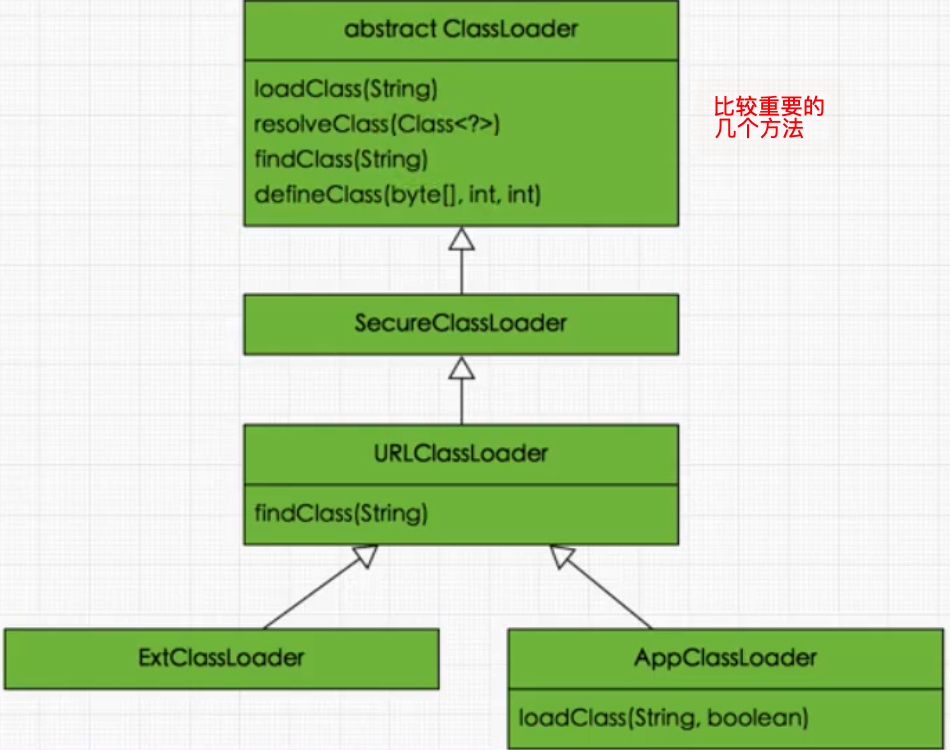 abstract ClassLoader
loadClass(String)
resolveClass(Class<?>)
findClass(String)
defineClass(byte[], int, int)
比较重要的
几个方法
SecureClassLoader
URLClassLoader
findClass(String)
ExtClassLoader
AppClassLoader
loadClass(String, boolean)